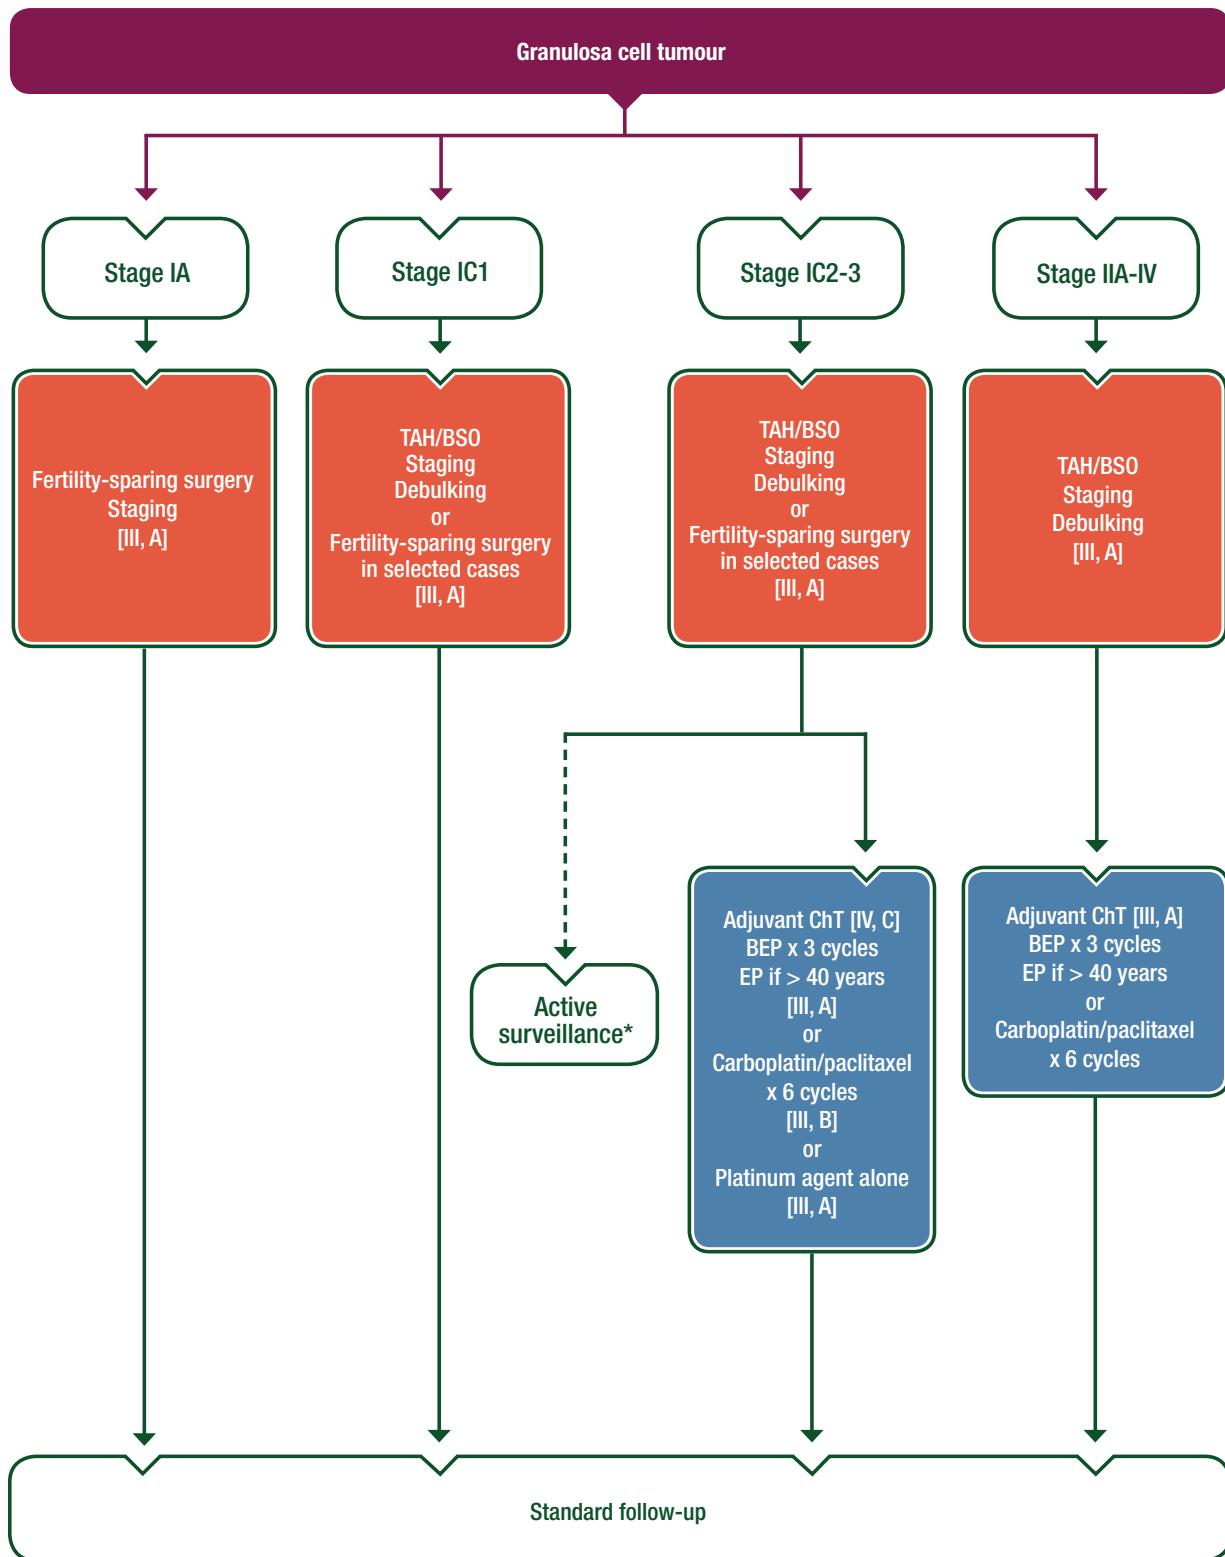 Granulosa cell tumour
Stage IA
Stage IC1
Stage IC2-3
Stage IIA-IV
Fertility-sparing surgery
Staging
[III, A]
TAH/BSO
Staging
Debulking
or
Fertility-sparing surgery
in selected cases
[III, A]
TAH/BSO
Staging
Debulking
or
Fertility-sparing surgery
in selected cases
[III, A]
TAH/BSO
Staging
Debulking
[III, A]
Active
surveillance*
Adjuvant ChT [IV, C]
BEP x 3 cycles
EP if > 40 years
[III, A]
or
Carboplatin/paclitaxel
x 6 cycles
[III, B]
or
Platinum agent alone
[III, A]
Adjuvant ChT [III, A]
BEP x 3 cycles
EP if > 40 years
or
Carboplatin/paclitaxel
x 6 cycles
Standard follow-up